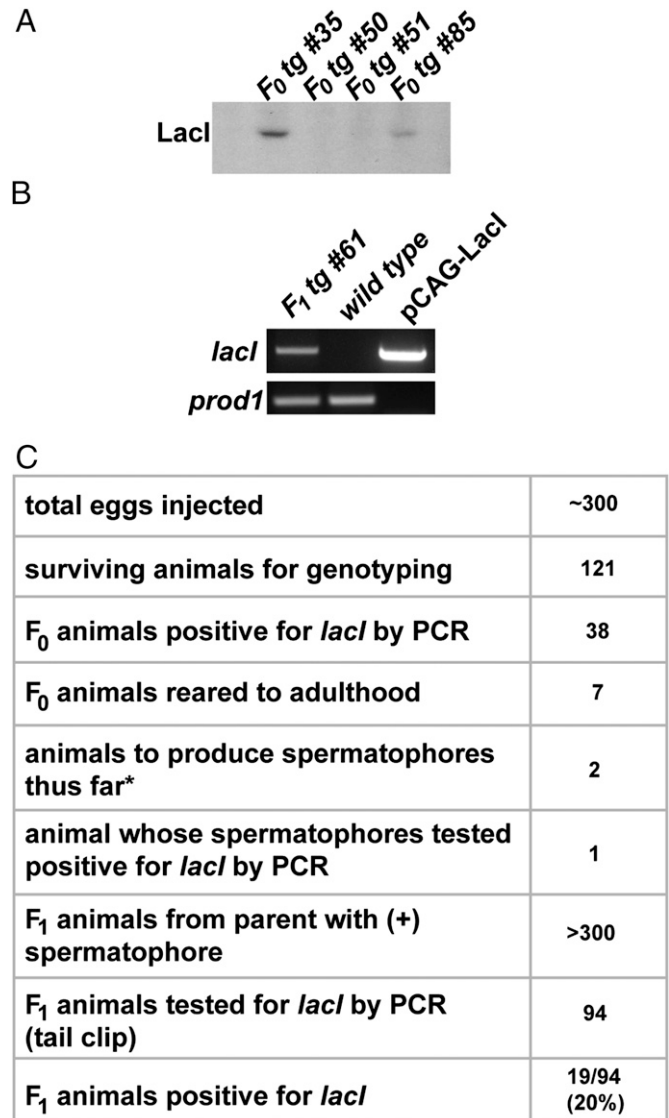 A
F0 tg #35
F0 tg #50
F0 tg #51
F0 tg #85
LacI
B
F1 tg #61
wild type
pCAG-LacI
lacI
prod1
C
total eggs injected ~300
surviving animals for genotyping 121
F0 animals positive for lacI by PCR 38
F0 animals reared to adulthood 7
animals to produce spermatophores
thus far* 2
animal whose spermatophores tested
positive for lacI by PCR 1
F1 animals from parent with (+)
spermatophore >300
F1 animals tested for lacI by PCR
(tail clip) 94
F1 animals positive for lacI 19/94
(20%)